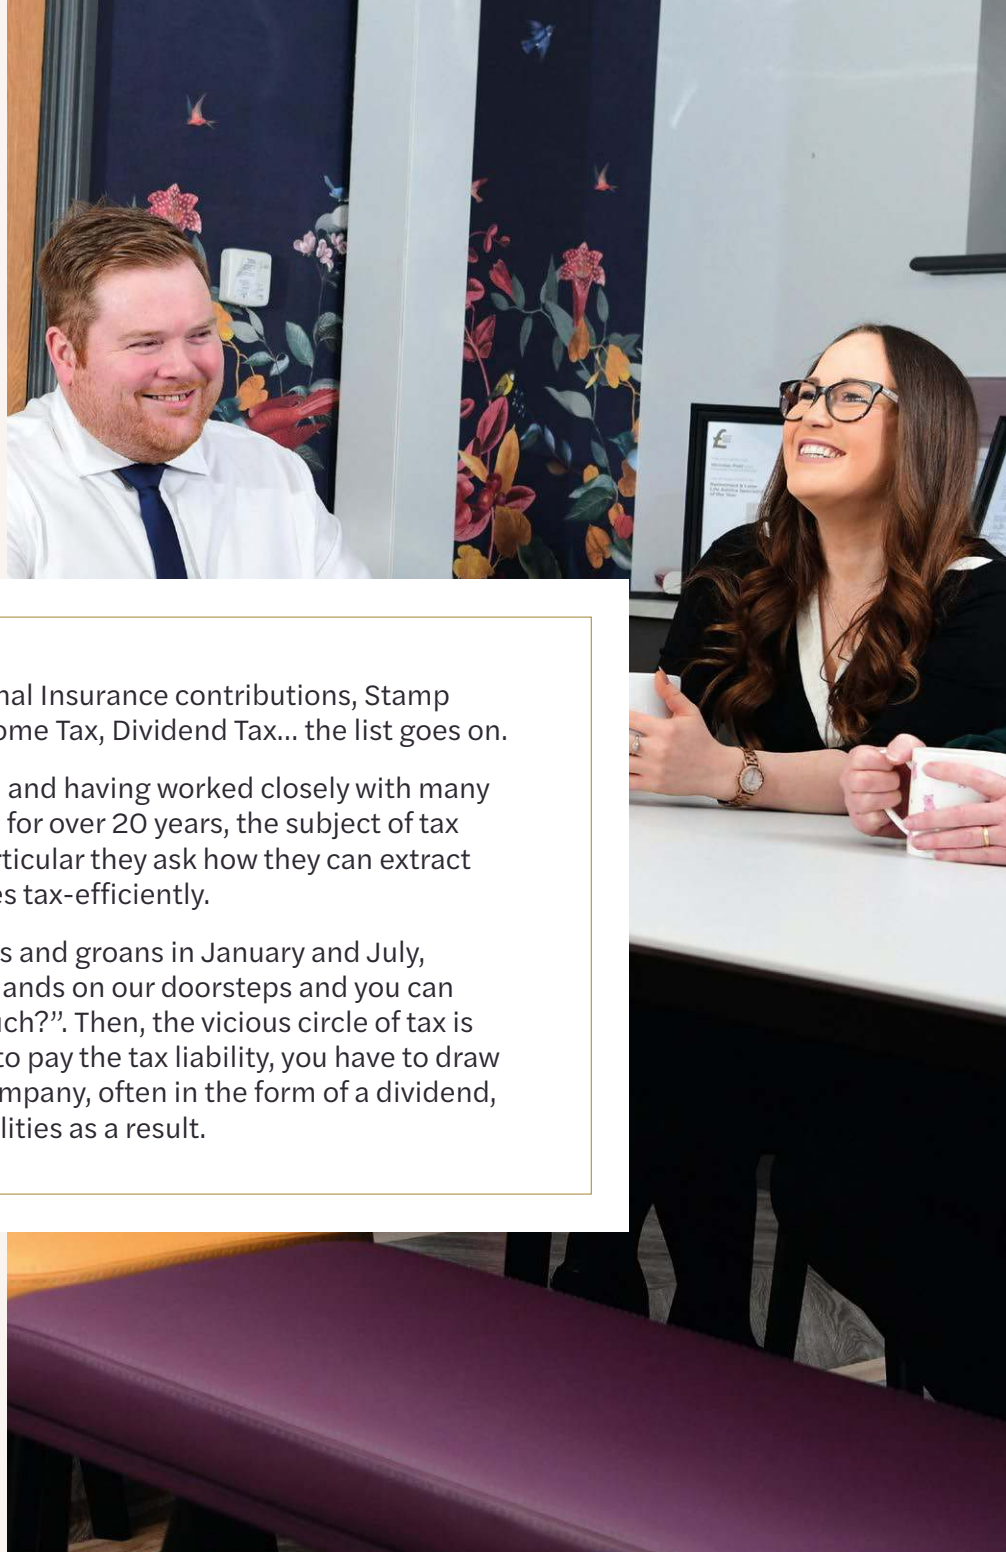 nal Insurance contributions, Stamp
ome Tax, Dividend Tax... the list goes on.
and having worked closely with many
for over 20 years, the subject of tax
rticular they ask how they can extract
es tax-efficiently.
s and groans in January and July,
ands on our doorsteps and you can
uch?”. Then, the vicious circle of tax is
to pay the tax liability, you have to draw
mpany, often in the form of a dividend,
lities as a result.